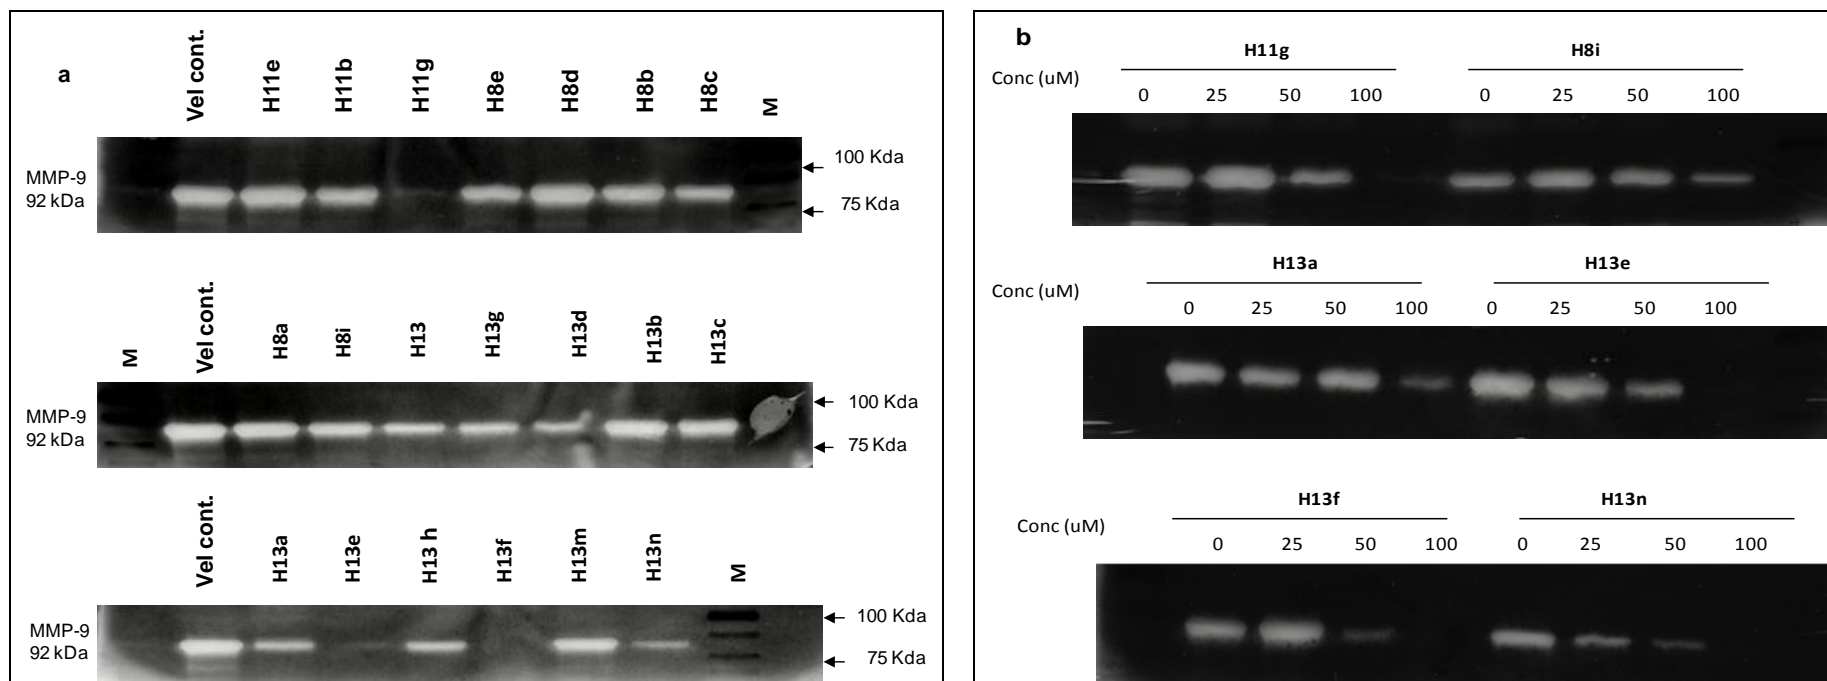 a
Vel cont. H11e H11b H11g H8e H8d H8b H8c M
MMP-9
92 kDa
100 Kda
75 Kda
M Vel cont. H8a H8i H13 H13g H13d H13b H13c
MMP-9
92 kDa
100 Kda
75 Kda
Vel cont. H13a H13e H13 h H13f H13m H13n M
MMP-9
92 kDa
100 Kda
75 Kda
b
H11g H8i
Conc (uM)
0 25 50 100 0 25 50 100
H13a H13e
Conc (uM)
0 25 50 100 0 25 50 100
H13f H13n
Conc (uM)
0 25 50 100 0 25 50 100